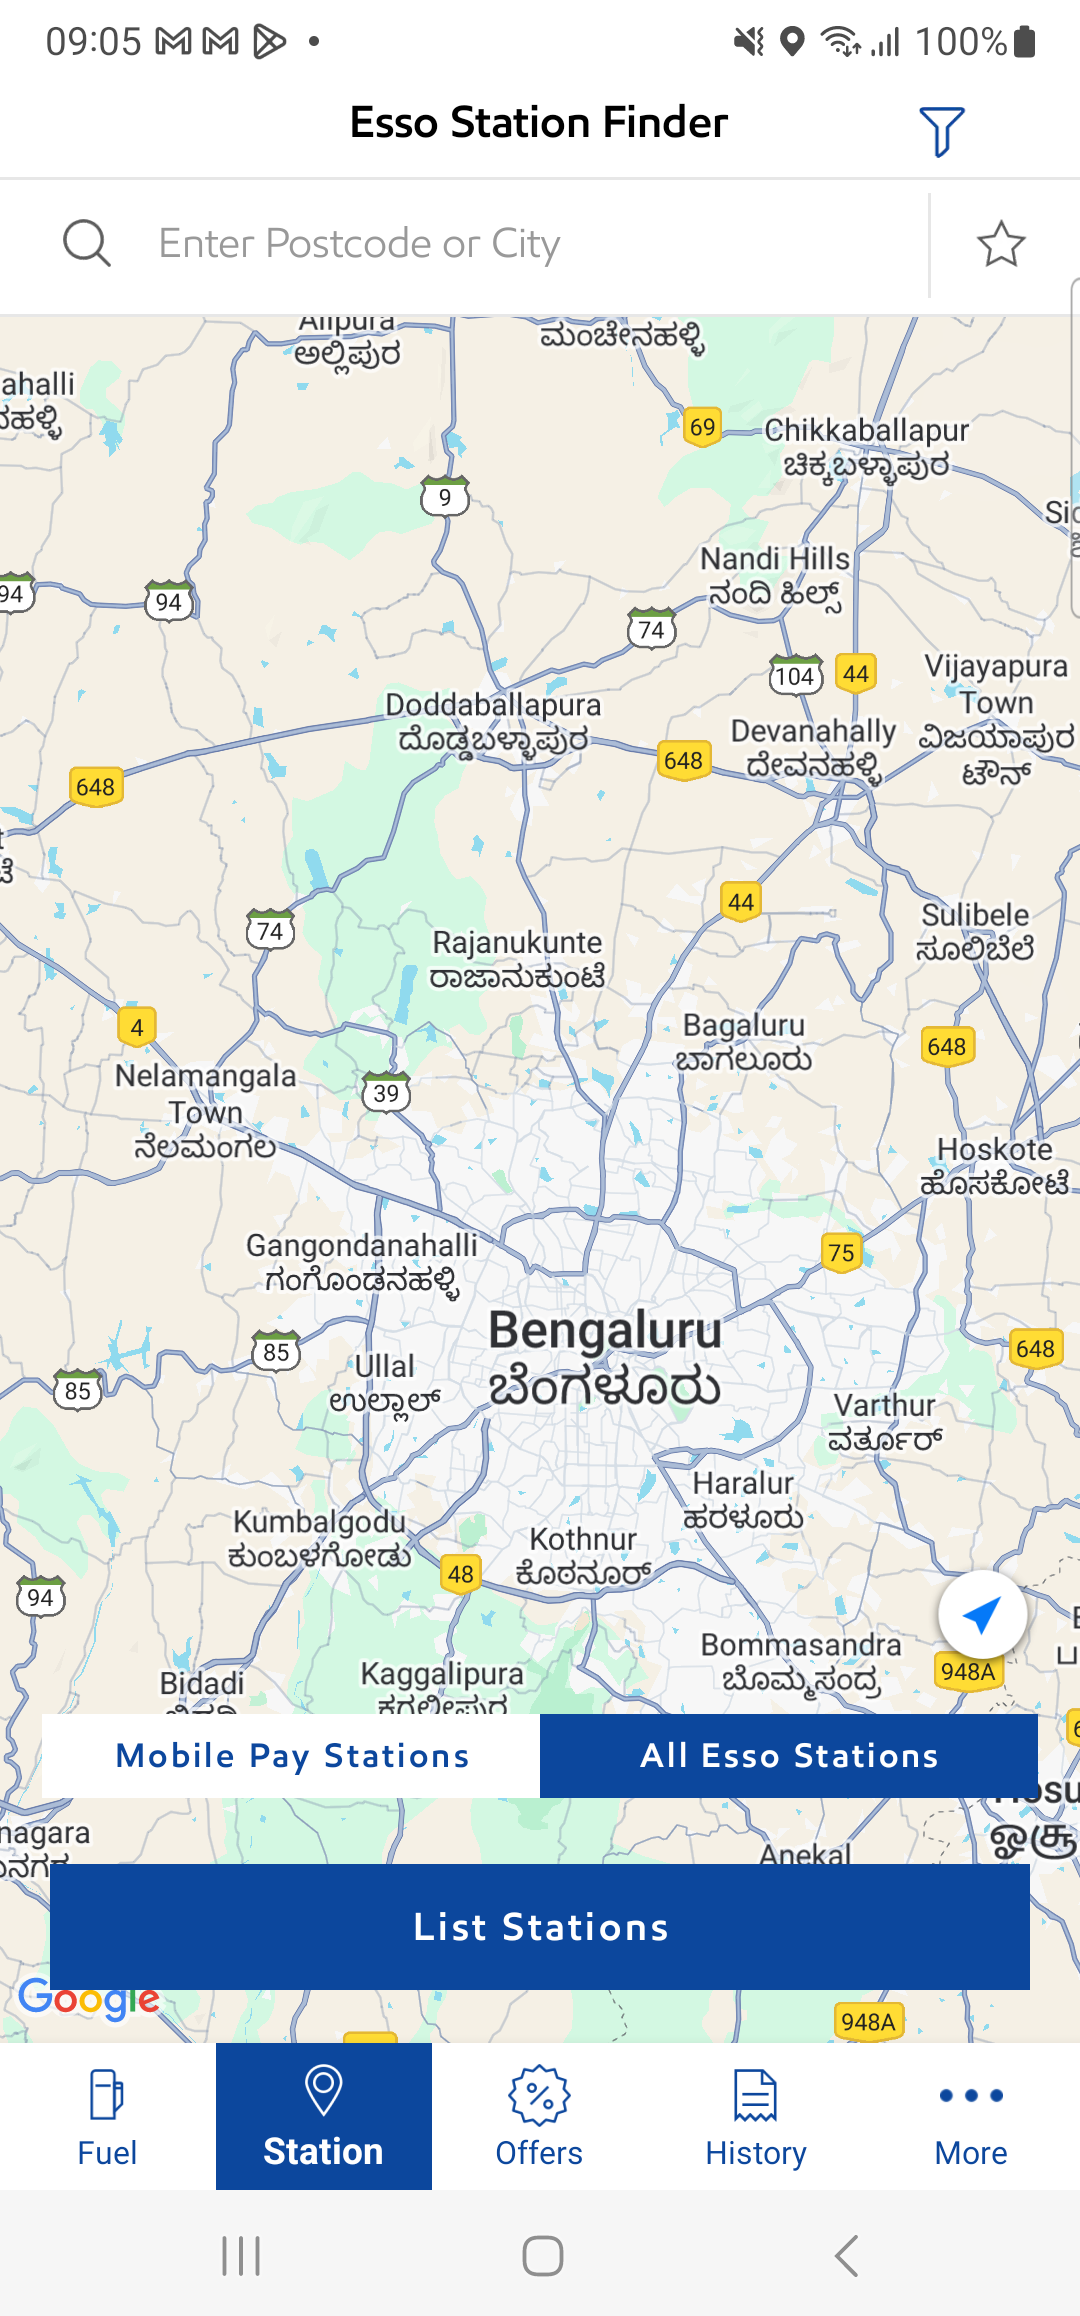 09:05
100%
Esso Station Finder
Enter Postcode or City
Alipura
ಅಲ್ಲಿಪುರ
ಮಂಚೇನಹಳ್ಳಿ
ahalli
69
Chikkaballapur
ಚಿಕ್ಕಬಳ್ಳಾಪುರ
9
Nandi Hills
ನಂದಿ ಹಿಲ್ಸ್
94
94
74
104
44
Vijayapura
Town
ವಿಜಯಾಪುರ
ಟೌನ್
Doddaballapura
ದೊಡ್ಡಬಳ್ಳಾಪುರ
Devanahally
ದೇವನಹಳ್ಳಿ
648
648
44
74
Sulibele
ಸೂಲಿಬೆಲೆ
Rajanukunte
ರಾಜಾನುಕುಂಟೆ
4
Bagaluru
ಬಾಗಲೂರು
648
Nelamangala
Town
ನೆಲಮಂಗಲ
39
Hoskote
ಹೊಸಕೋಟೆ
Gangondanahalli
ಗಂಗೊಂಡನಹಳ್ಳಿ
75
Bengaluru
ಬೆಂಗಳೂರು
85
85
648
Ullal
ಉಲ್ಲಾಲ್
Varthur
ವರ್ತೂರ್
Haralur
ಹರಳೂರು
Kumbalgodu
ಕುಂಬಳಗೋಡು
Kothnur
ಕೊಠನೂರ್
48
94
Bommasandra
ಬೊಮ್ಮಸಂದ್ರ
948A
Bidadi
Kaggalipura
ಕಗ್ಗಲೀಪುರ
Mobile Pay Stations
All Esso Stations
nagara
ஓசூ
Anekal
List Stations
Google
948A
Fuel
Station
Offers
History
More